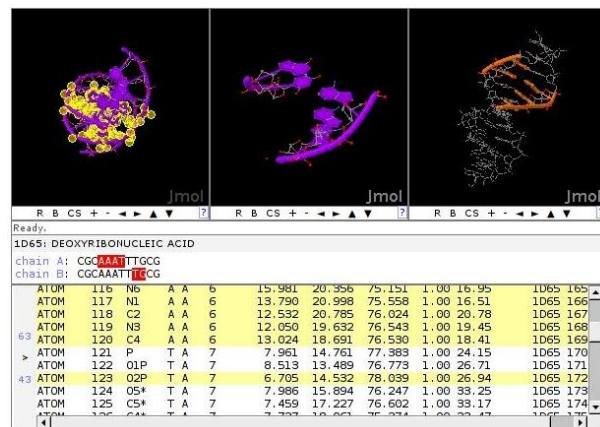 Jmol
Jmol
Jmol
R B CS + - ◄ ► ▲ ▼ ?
R B CS + - ◄ ► ▲ ▼ ?
R B CS + - ◄ ► ▲ ▼ ?
Ready.
1D65: DEOXYRIBONUCLEIC ACID
chain A: CGCAAATTTGCG
chain B: CGCAAATTTGCG
ATOM 116 N6 A A 6 15.981 20.356 75.151 1.00 16.95 1D65 165
ATOM 117 N1 A A 6 13.790 20.998 75.558 1.00 16.51 1D65 166
ATOM 118 C2 A A 6 12.532 20.785 76.024 1.00 20.78 1D65 167
ATOM 119 N3 A A 6 12.050 19.632 76.543 1.00 19.45 1D65 168
63 ATOM 120 C4 A A 6 13.024 18.691 76.530 1.00 18.41 1D65 169
> ATOM 121 P T A 7 7.961 14.761 77.383 1.00 24.15 1D65 170
ATOM 122 O1P T A 7 8.513 13.489 76.773 1.00 26.71 1D65 171
43 ATOM 123 O2P T A 7 6.705 14.532 78.039 1.00 26.94 1D65 172
ATOM 124 O5* T A 7 7.986 15.894 76.247 1.00 33.25 1D65 173
ATOM 125 C5* T A 7 7.459 17.227 76.602 1.00 33.17 1D65 174